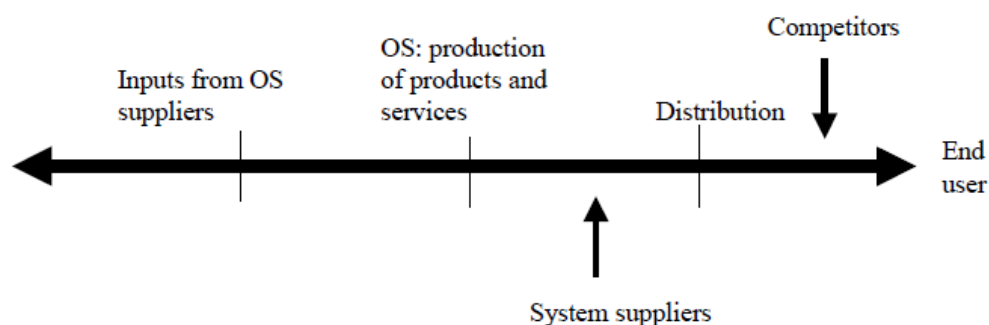 Competitors
OS: production
of products and
services
Inputs from OS
suppliers
Distribution
End
user
System suppliers